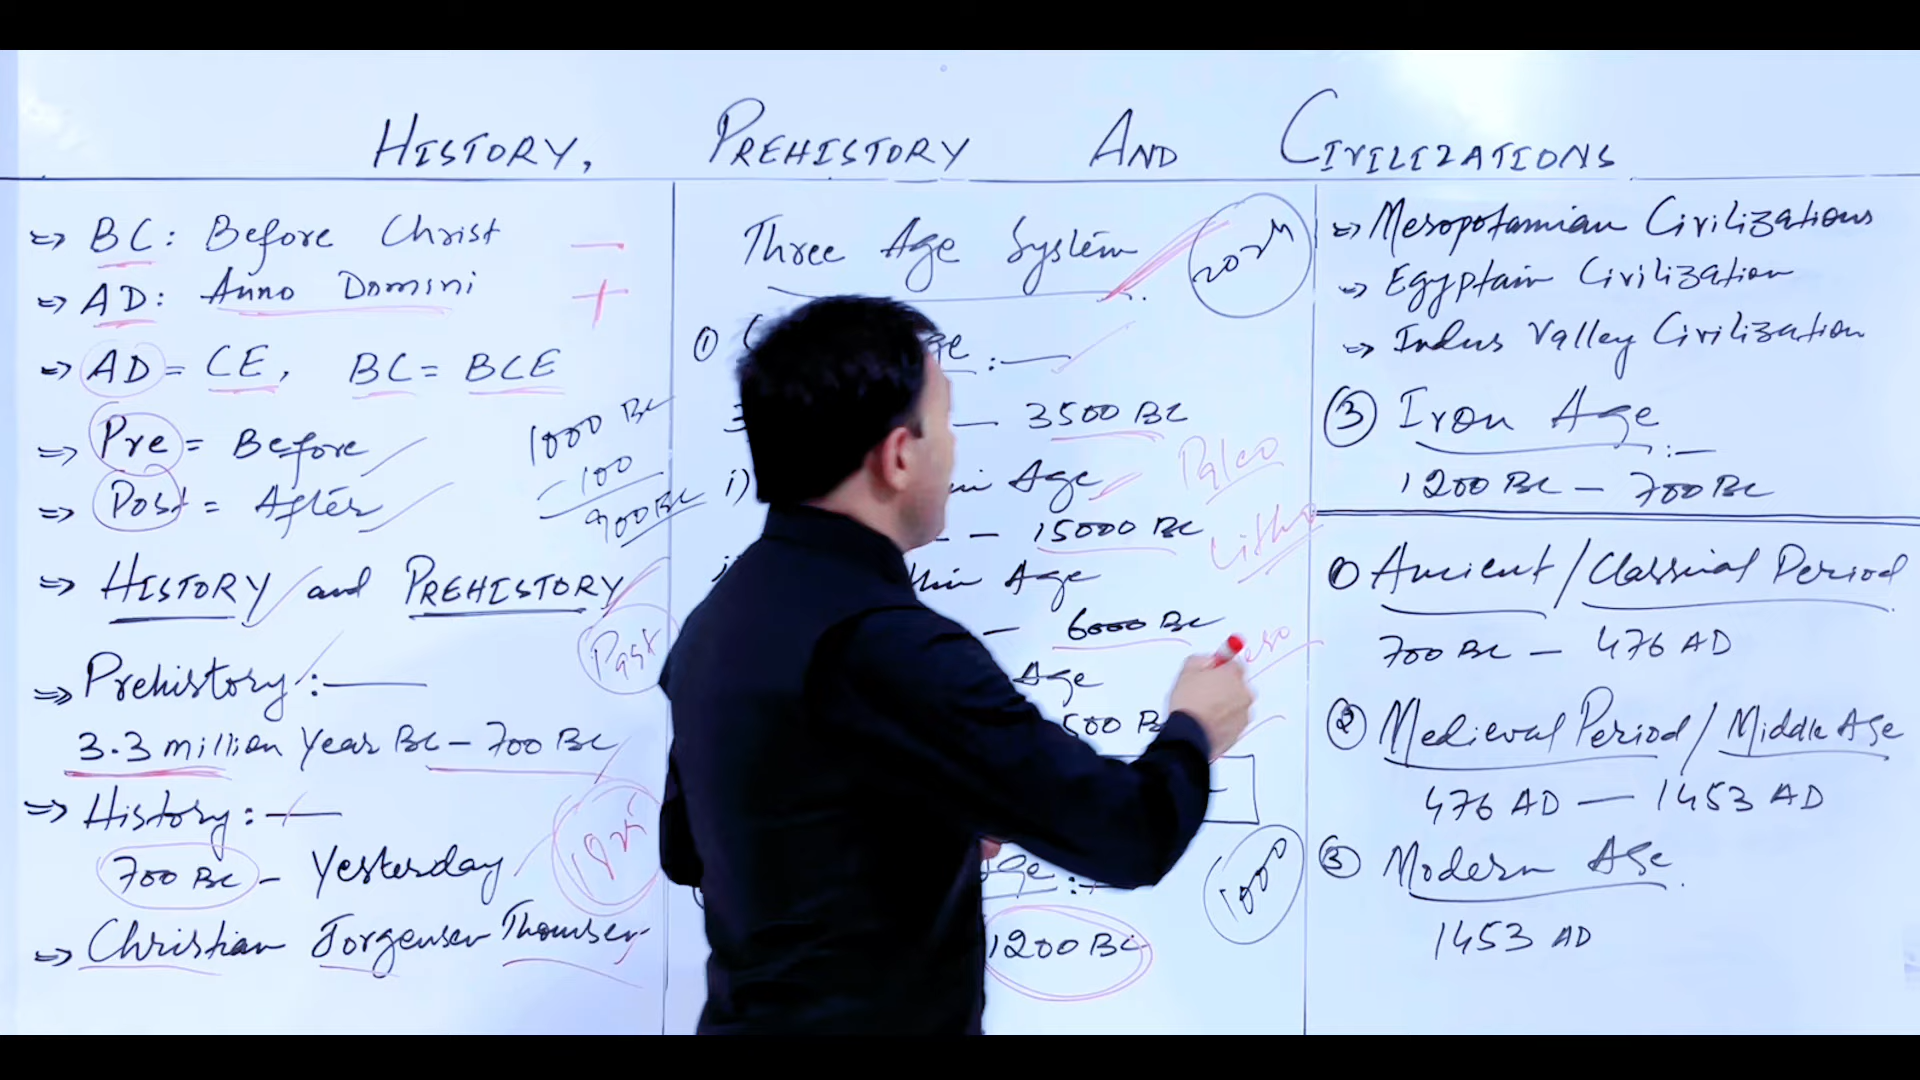 HISTORY, PREHISTORY AND CIVILIZATIONS
=> BC: Before Christ −
=> AD: Anno Domini +
=> AD = CE, BC = BCE
=> Pre = Before
=> Post = After
1000 BC
- 100
900 BC
=> HISTORY and PREHISTORY
Past
=> Prehistory :—
3.3 million Year BC – 700 BC
=> History :—
700 BC – Yesterday
=> Christian Jorgensen Thomsen
Three Age System
①
— 3500 BC
Paleo
i) Age
— 15000 BC
Litho
Age
— 6000 BC
Age
500 B
Age :—
1000
1200 BC
=> Mesopotamian Civilizations
=> Egyptain Civilization
=> Indus Valley Civilization
③ Iron Age :—
1200 BC – 700 BC
① Ancient / Classical Period
700 BC – 476 AD
② Medieval Period / Middle Age
476 AD — 1453 AD
③ Modern Age
1453 AD